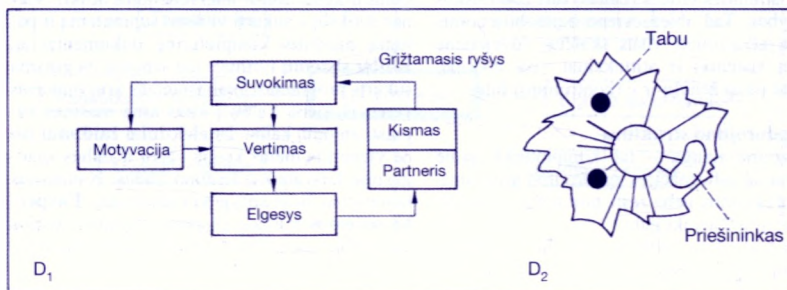 Tabu
Grįžtamasis ryšys
Suvokimas
Kismas
Motyvacija
Vertimas
Partneris
Elgesys
Priešininkas
D1
D2